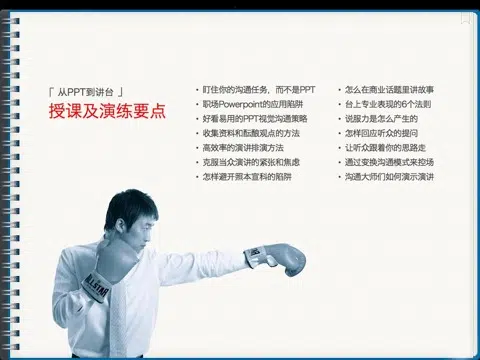 「从PPT到讲台」
授课及演练要点
• 盯住你的沟通任务，而不是PPT
• 职场Powerpoint的应用陷阱
• 好看易用的PPT视觉沟通策略
• 收集资料和酝酿观点的方法
• 高效率的演讲排演方法
• 克服当众演讲的紧张和焦虑
• 怎样避开照本宣科的陷阱
• 怎么在商业话题里讲故事
• 台上专业表现的6个法则
• 说服力是怎么产生的
• 怎样回应听众的提问
• 让听众跟着你的思路走
• 通过变换沟通模式来控场
• 沟通大师们如何演示演讲
ALL STAR